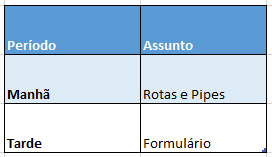 Período Assunto
Manhã Rotas e Pipes
Tarde Formulário